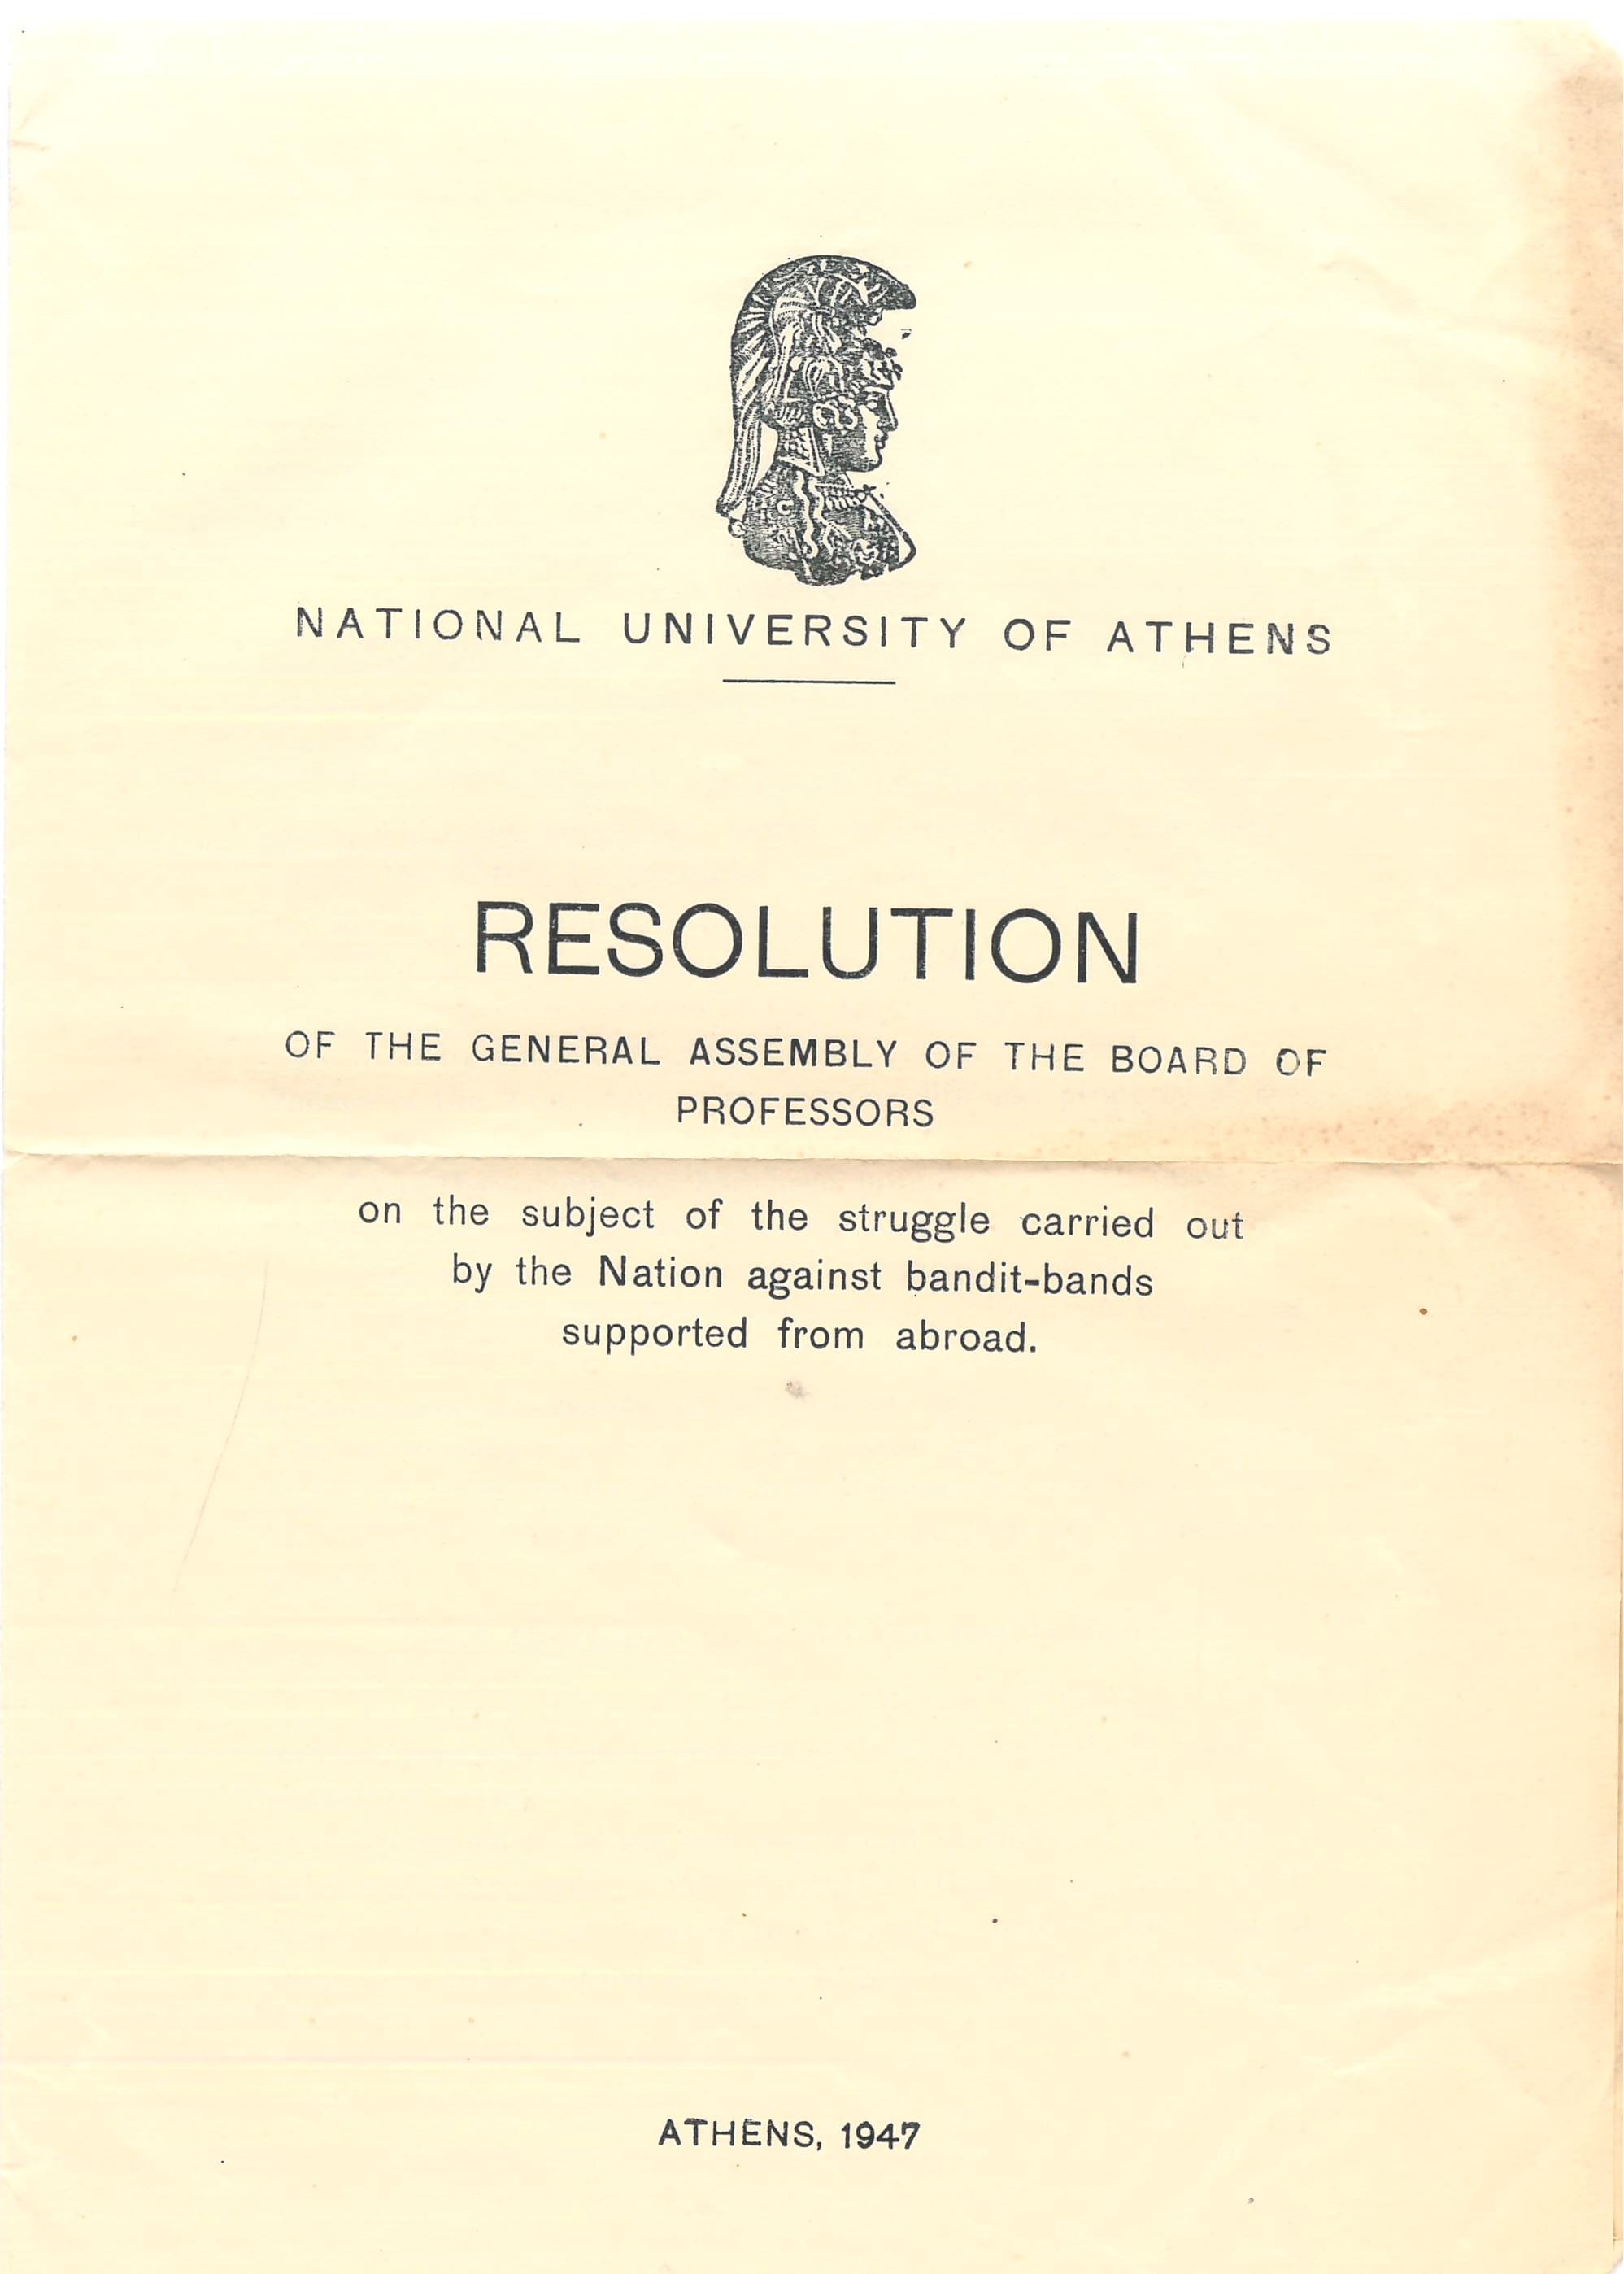 NATIONAL UNIVERSITY OF ATHENS
RESOLUTION
OF THE GENERAL ASSEMBLY OF THE BOARD OF
PROFESSORS
on the subject of the struggle carried out
by the Nation against bandit-bands
supported from abroad.
ATHENS, 1947